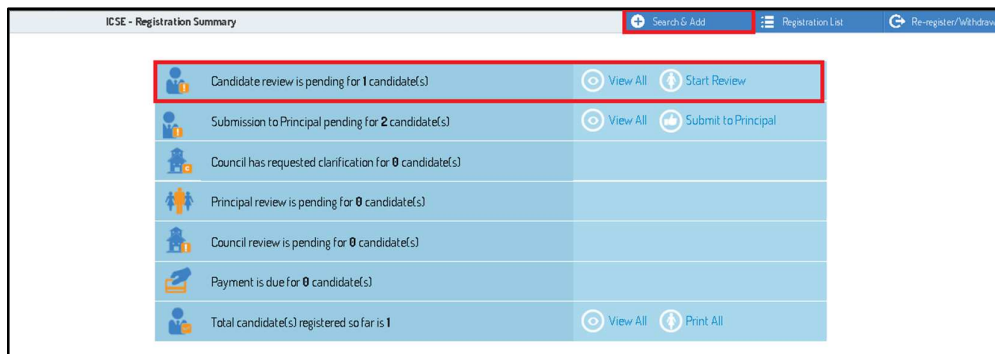 ICSE - Registration Summary Search & Add Registration List Re-register/Withdraw
Candidate review is pending for 1 candidate(s) View All Start Review
Submission to Principal pending for 2 candidate(s) View All Submit to Principal
Council has requested clarification for 0 candidate(s)
Principal review is pending for 0 candidate(s)
Council review is pending for 0 candidate(s)
Payment is due for 0 candidate(s)
Total candidate(s) registered so far is 1 View All Print All